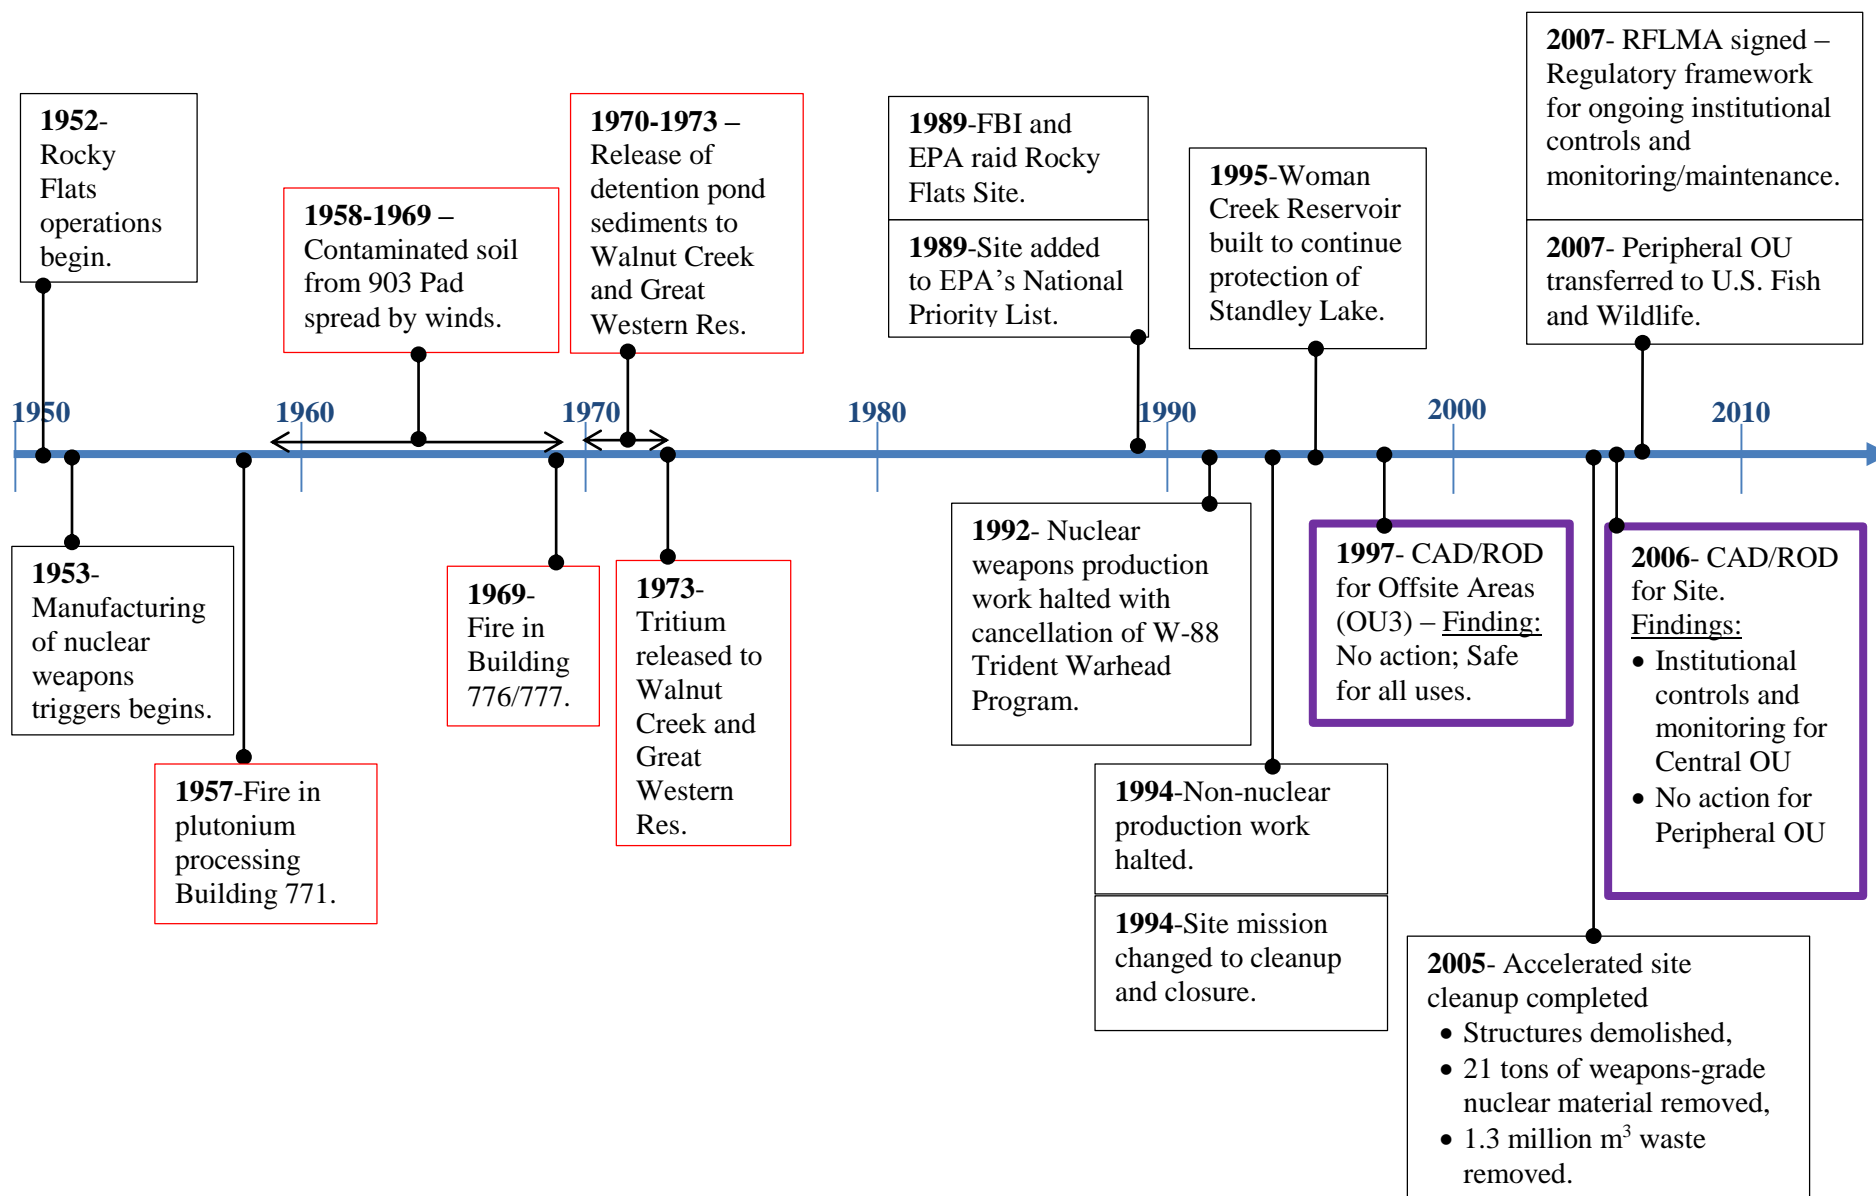 1952-
Rocky
Flats
operations
begin.
1958-1969 –
Contaminated soil
from 903 Pad
spread by winds.
1970-1973 –
Release of
detention pond
sediments to
Walnut Creek
and Great
Western Res.
1989-FBI and
EPA raid Rocky
Flats Site.
1989-Site added
to EPA’s National
Priority List.
1995-Woman
Creek Reservoir
built to continue
protection of
Standley Lake.
2007- RFLMA signed –
Regulatory framework
for ongoing institutional
controls and
monitoring/maintenance.
2007- Peripheral OU
transferred to U.S. Fish
and Wildlife.
1950
1960
1970
1980
1990
2000
2010
1953-
Manufacturing
of nuclear
weapons
triggers begins.
1957-Fire in
plutonium
processing
Building 771.
1969-
Fire in
Building
776/777.
1973-
Tritium
released to
Walnut
Creek and
Great
Western
Res.
1992- Nuclear
weapons production
work halted with
cancellation of W-88
Trident Warhead
Program.
1994-Non-nuclear
production work
halted.
1994-Site mission
changed to cleanup
and closure.
1997- CAD/ROD
for Offsite Areas
(OU3) – Finding:
No action; Safe
for all uses.
2005- Accelerated site
cleanup completed
• Structures demolished,
• 21 tons of weapons-grade
nuclear material removed,
• 1.3 million m³ waste
removed.
2006- CAD/ROD
for Site.
Findings:
• Institutional
controls and
monitoring for
Central OU
• No action for
Peripheral OU